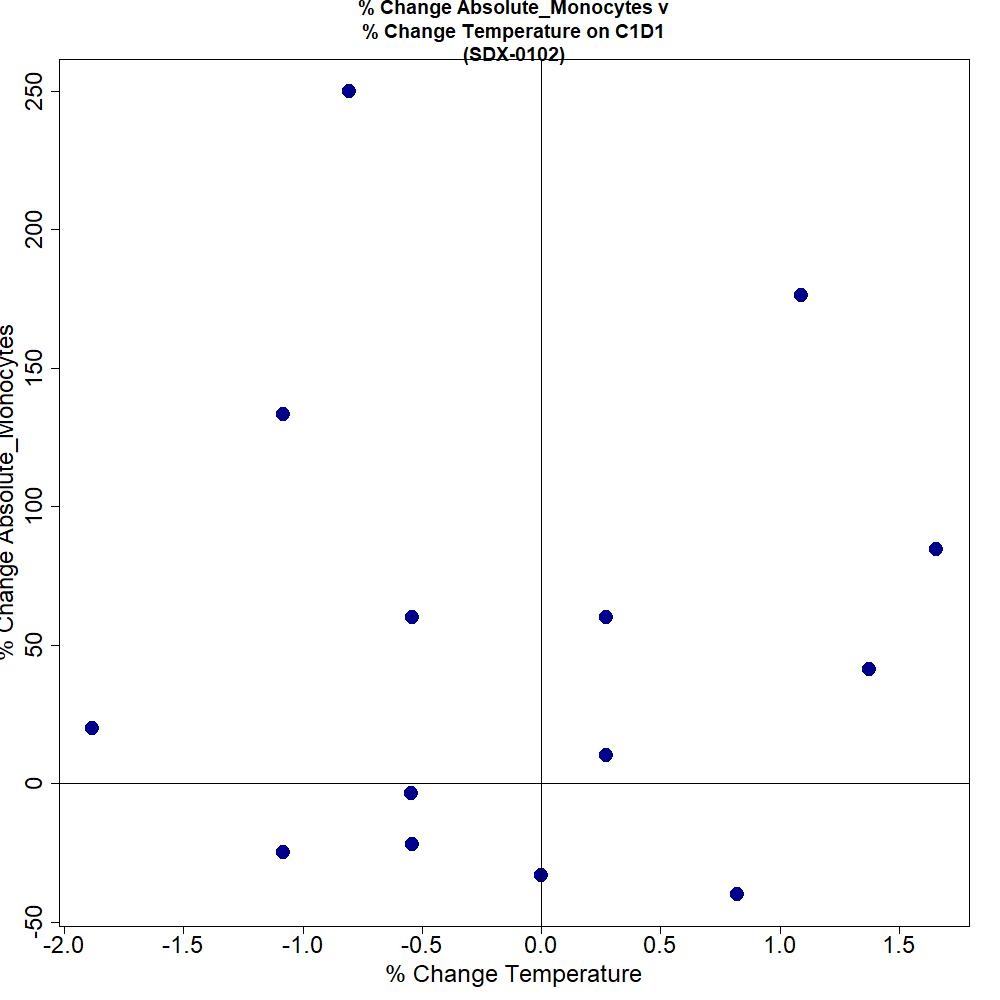 % Change Absolute_Monocytes v
% Change Temperature on C1D1
(SDX-0102)
% Change Absolute_Monocytes
250
200
150
100
50
0
-50
-2.0 -1.5 -1.0 -0.5 0.0 0.5 1.0 1.5
% Change Temperature